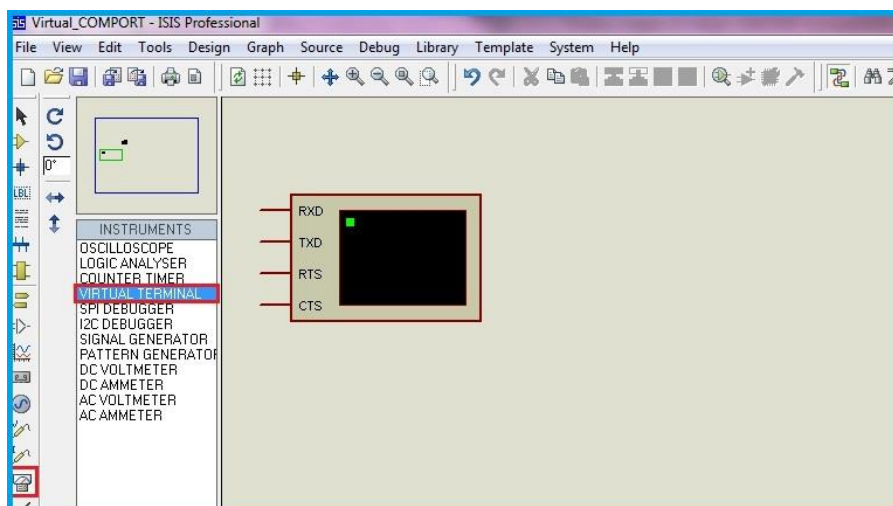 Virtual_COMPORT - ISIS Professional
File View Edit Tools Design Graph Source Debug Library Template System Help
0°
LBL
INSTRUMENTS
OSCILLOSCOPE
LOGIC ANALYSER
COUNTER TIMER
VIRTUAL TERMINAL
SPI DEBUGGER
I2C DEBUGGER
SIGNAL GENERATOR
PATTERN GENERATOR
DC VOLTMETER
DC AMMETER
AC VOLTMETER
AC AMMETER
RXD
TXD
RTS
CTS